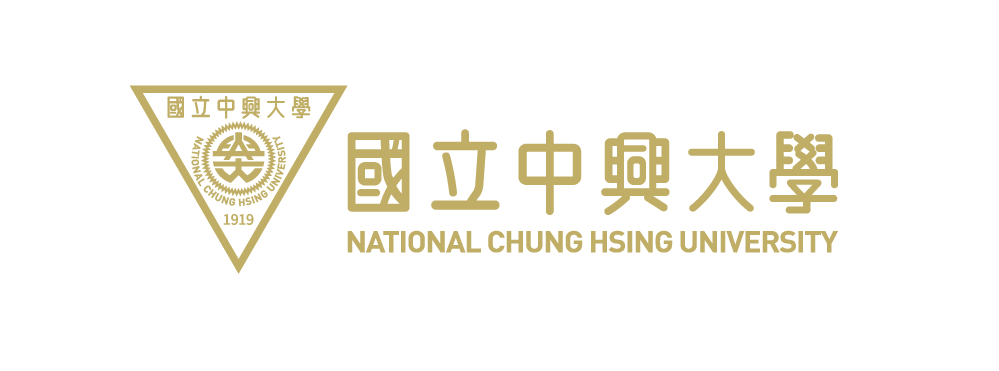 國立中興大學
NATIONAL CHUNG HSING UNIVERSITY
1919
國立中興大學
NATIONAL CHUNG HSING UNIVERSITY